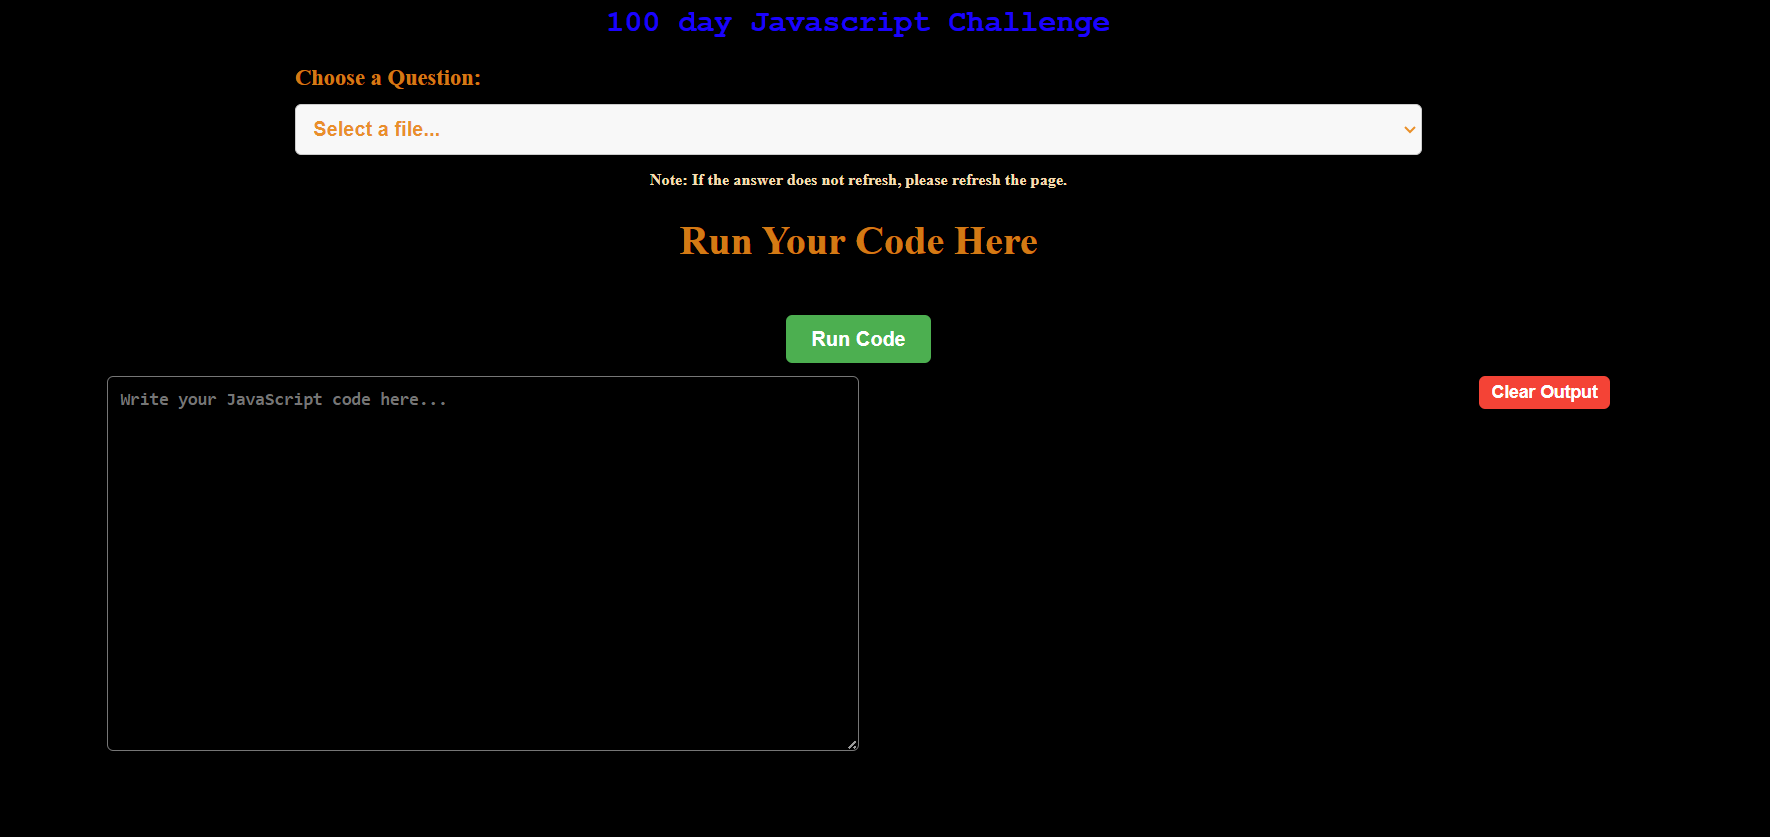 100 day Javascript Challenge
Choose a Question:
Select a file...
Note: If the answer does not refresh, please refresh the page.
Run Your Code Here
Run Code
Write your JavaScript code here...
Clear Output